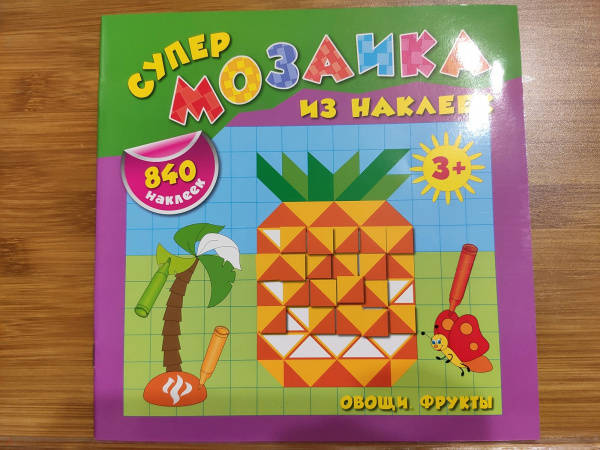 СУПЕР
МОЗАИКА
ИЗ НАКЛЕЕК
840
наклеек
3+
ОВОЩИ. ФРУКТЫ